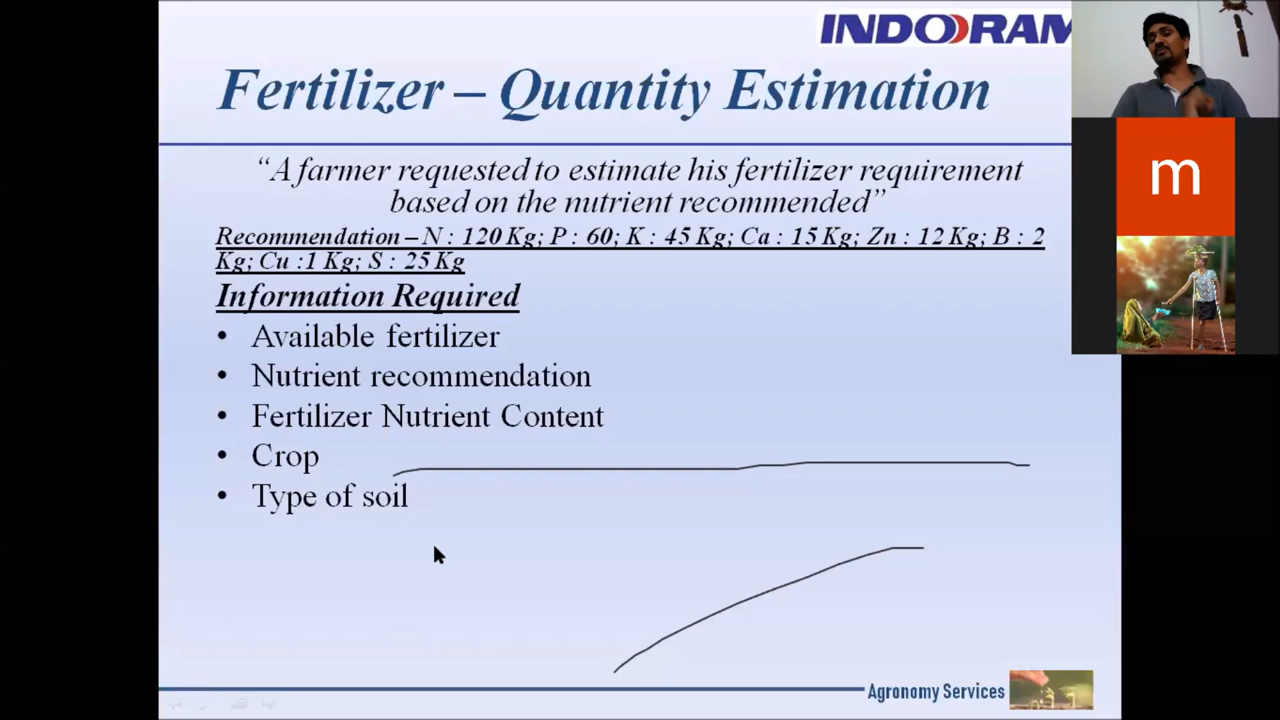 INDORAM
Fertilizer – Quantity Estimation
“A farmer requested to estimate his fertilizer requirement
based on the nutrient recommended”
Recommendation – N : 120 Kg; P : 60; K : 45 Kg; Ca : 15 Kg; Zn : 12 Kg; B : 2
Kg; Cu :1 Kg; S : 25 Kg
Information Required
• Available fertilizer
• Nutrient recommendation
• Fertilizer Nutrient Content
• Crop
• Type of soil
Agronomy Services
m